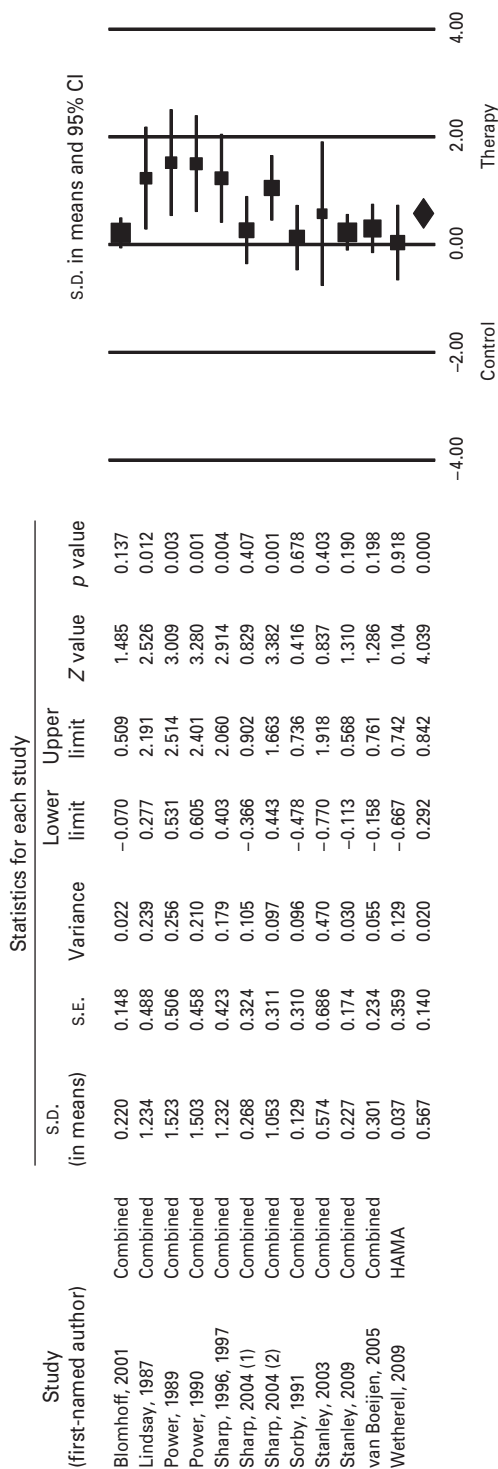 Statistics for each study
Study (first-named author) S.D. (in means) S.E. Variance Lower limit Upper limit Z value p value S.D. in means and 95% CI
Blomhoff, 2001 Combined 0.220 0.148 0.022 −0.070 0.509 1.485 0.137
Lindsay, 1987 Combined 1.234 0.488 0.239 0.277 2.191 2.526 0.012
Power, 1989 Combined 1.523 0.506 0.256 0.531 2.514 3.009 0.003
Power, 1990 Combined 1.503 0.458 0.210 0.605 2.401 3.280 0.001
Sharp, 1996, 1997 Combined 1.232 0.423 0.179 0.403 2.060 2.914 0.004
Sharp, 2004 (1) Combined 0.268 0.324 0.105 −0.366 0.902 0.829 0.407
Sharp, 2004 (2) Combined 1.053 0.311 0.097 0.443 1.663 3.382 0.001
Sorby, 1991 Combined 0.129 0.310 0.096 −0.478 0.736 0.416 0.678
Stanley, 2003 Combined 0.574 0.686 0.470 −0.770 1.918 0.837 0.403
Stanley, 2009 Combined 0.227 0.174 0.030 −0.113 0.568 1.310 0.190
van Boeijen, 2005 Combined 0.301 0.234 0.055 −0.158 0.761 1.286 0.198
Wetherell, 2009 HAMA 0.037 0.359 0.129 −0.667 0.742 0.104 0.918
0.567 0.140 0.020 0.292 0.842 4.039 0.000
−4.00 −2.00 0.00 2.00 4.00
Control Therapy